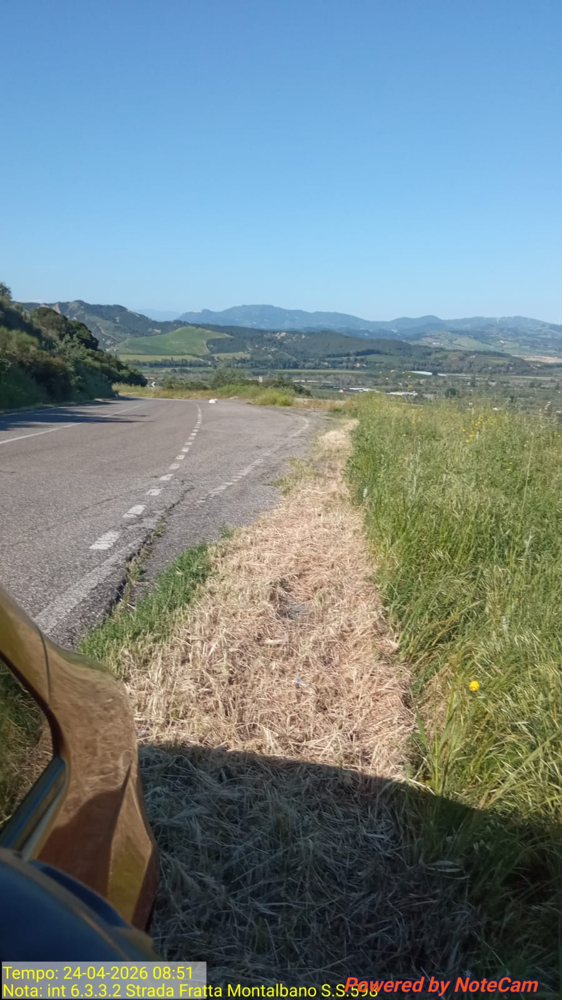 Tempo: 24-04-2026 08:51
Nota: int 6.3.3.2 Strada Fratta Montalbano S.S.598
Powered by NoteCam